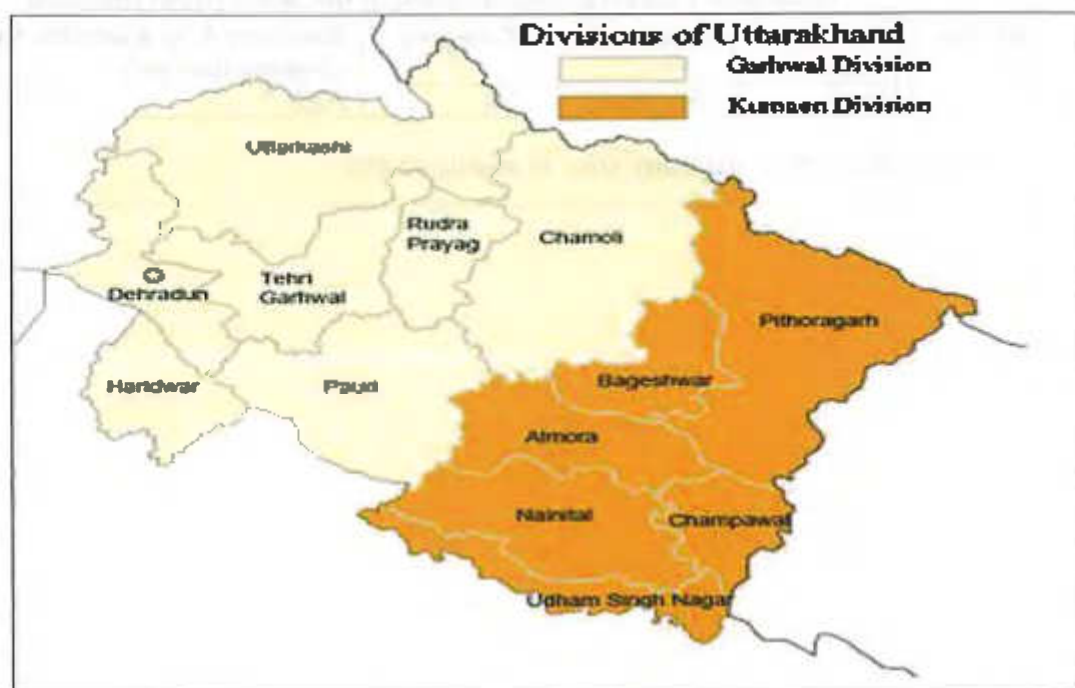 Divisions of Uttarakhand
Garhwal Division
Kumaon Division
Uttarkashi
Rudra
Prayag
Chamoli
Tehri
Garhwal
Dehradun
Pithoragarh
Haridwar
Pauri
Bageshwar
Almora
Nainital
Champawat
Udham Singh Nagar